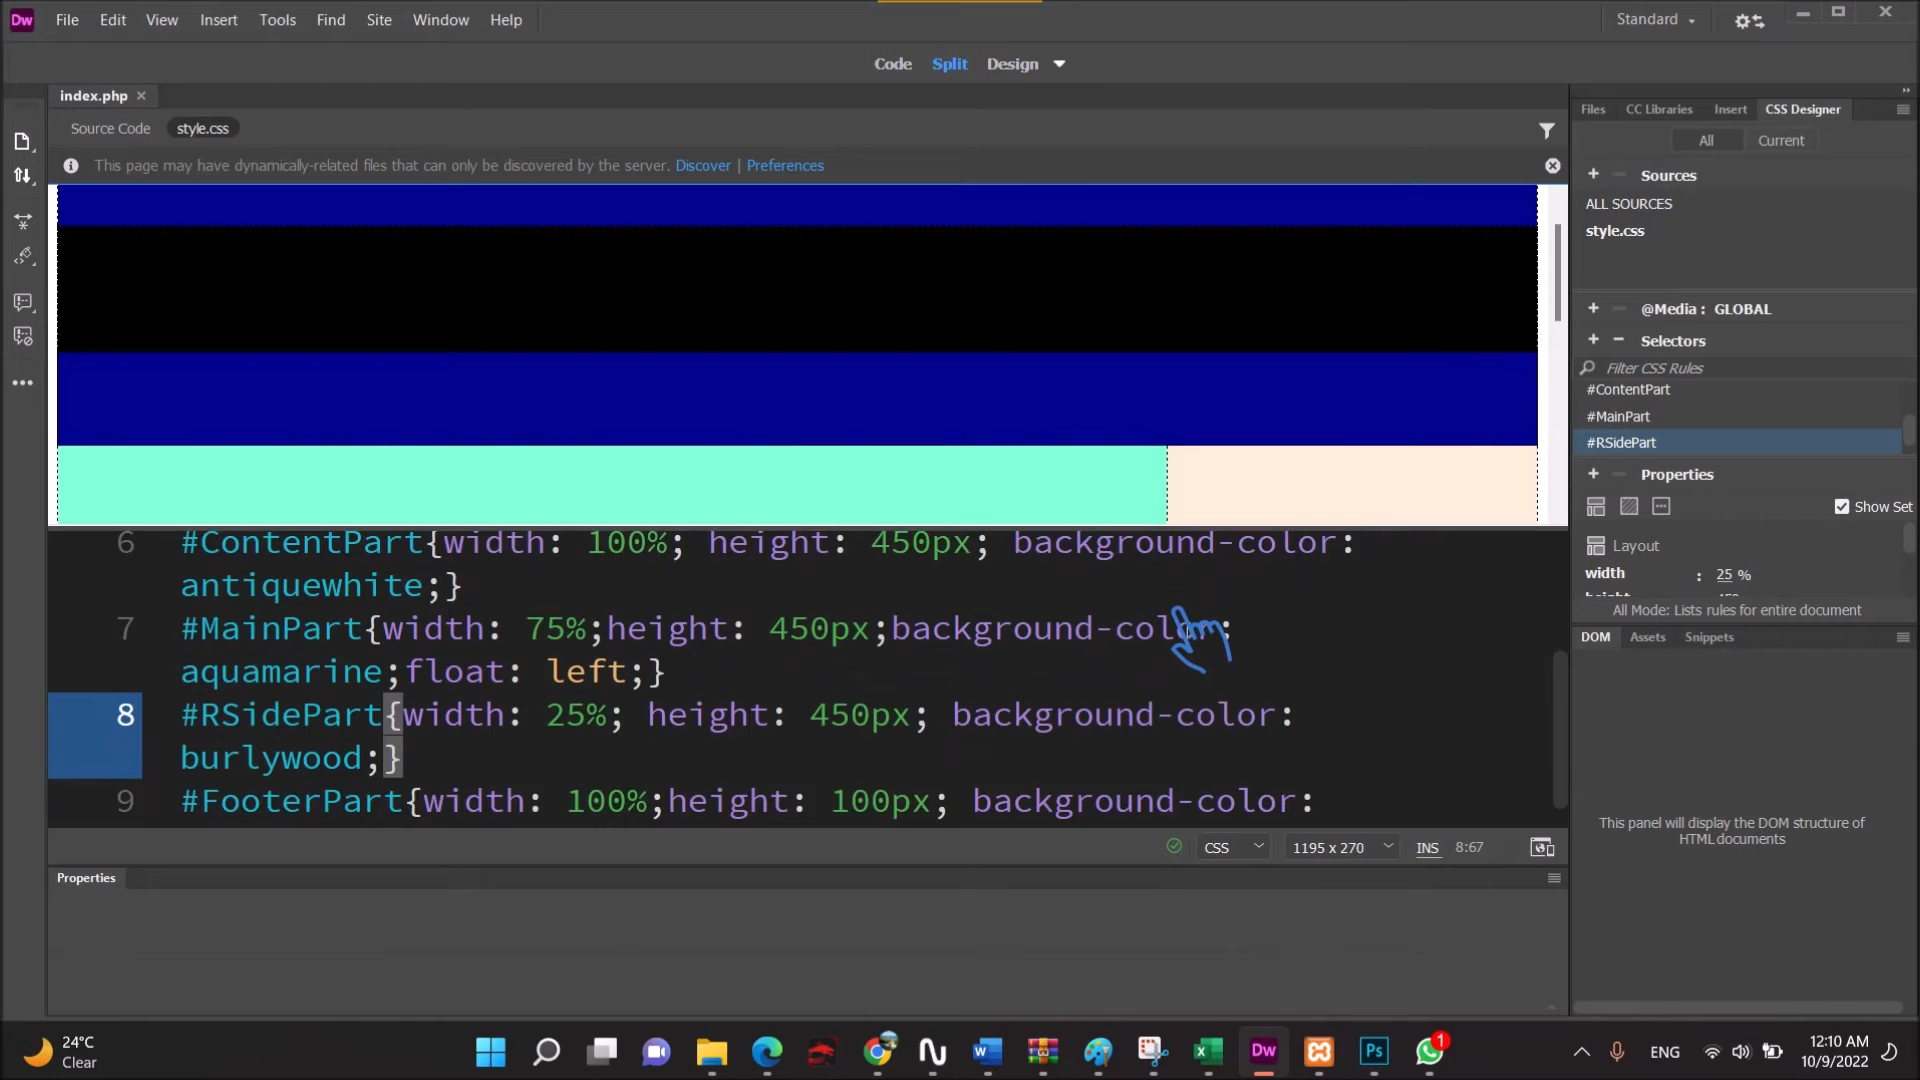 Dw File Edit View Insert Tools Find Site Window Help
Standard
Code Split Design
index.php
Source Code style.css
This page may have dynamically-related files that can only be discovered by the server. Discover | Preferences
6 #ContentPart{width: 100%; height: 450px; background-color:
antiquewhite;}
7 #MainPart{width: 75%;height: 450px;background-color:
aquamarine;float: left;}
8 #RSidePart{width: 25%; height: 450px; background-color:
burlywood;}
9 #FooterPart{width: 100%;height: 100px; background-color:
CSS 1195 x 270 INS 8:67
Properties
Files CC Libraries Insert CSS Designer
All Current
+ Sources
ALL SOURCES
style.css
+ @Media : GLOBAL
+ - Selectors
Filter CSS Rules
#ContentPart
#MainPart
#RSidePart
+ Properties
Show Set
Layout
width : 25 %
All Mode: Lists rules for entire document
DOM Assets Snippets
This panel will display the DOM structure of
HTML documents
24°C
Clear
Dw
Ps
1
ENG
12:10 AM
10/9/2022